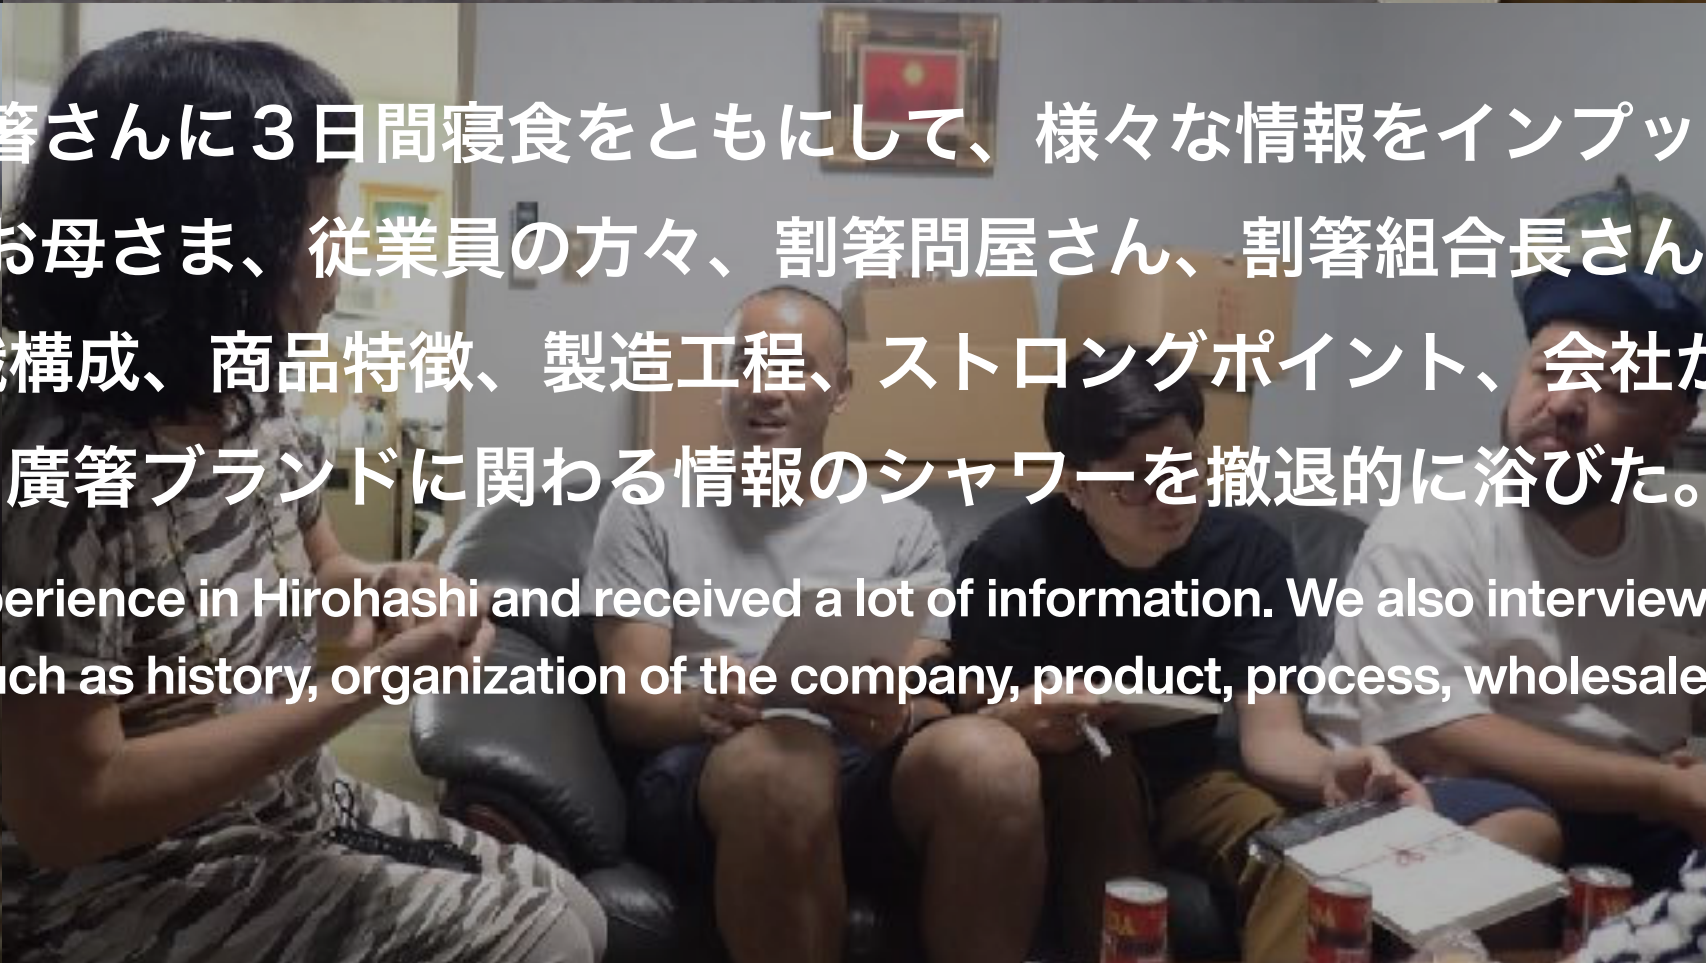 箸さんに３日間寝食をともにして、様々な情報をインプッ
お母さま、従業員の方々、割箸問屋さん、割箸組合長さん
構成、商品特徴、製造工程、ストロングポイント、会社が
廣箸ブランドに関わる情報のシャワーを撤退的に浴びた。
erience in Hirohashi and received a lot of information. We also interview
uch as history, organization of the company, product, process, wholesale